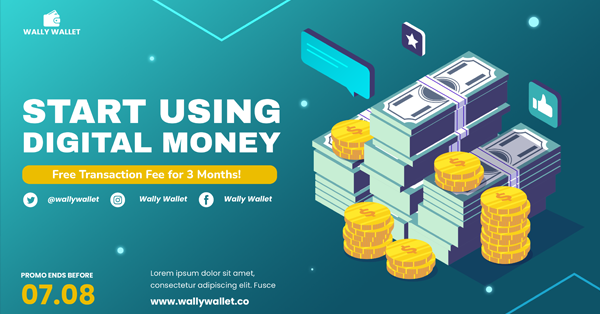 WALLY WALLET
START USING
DIGITAL MONEY
Free Transaction Fee for 3 Months!
@wallywallet
Wally Wallet
Wally Wallet
PROMO ENDS BEFORE
07.08
Lorem ipsum dolor sit amet,
consectetur adipiscing elit. Fusce
www.wallywallet.co